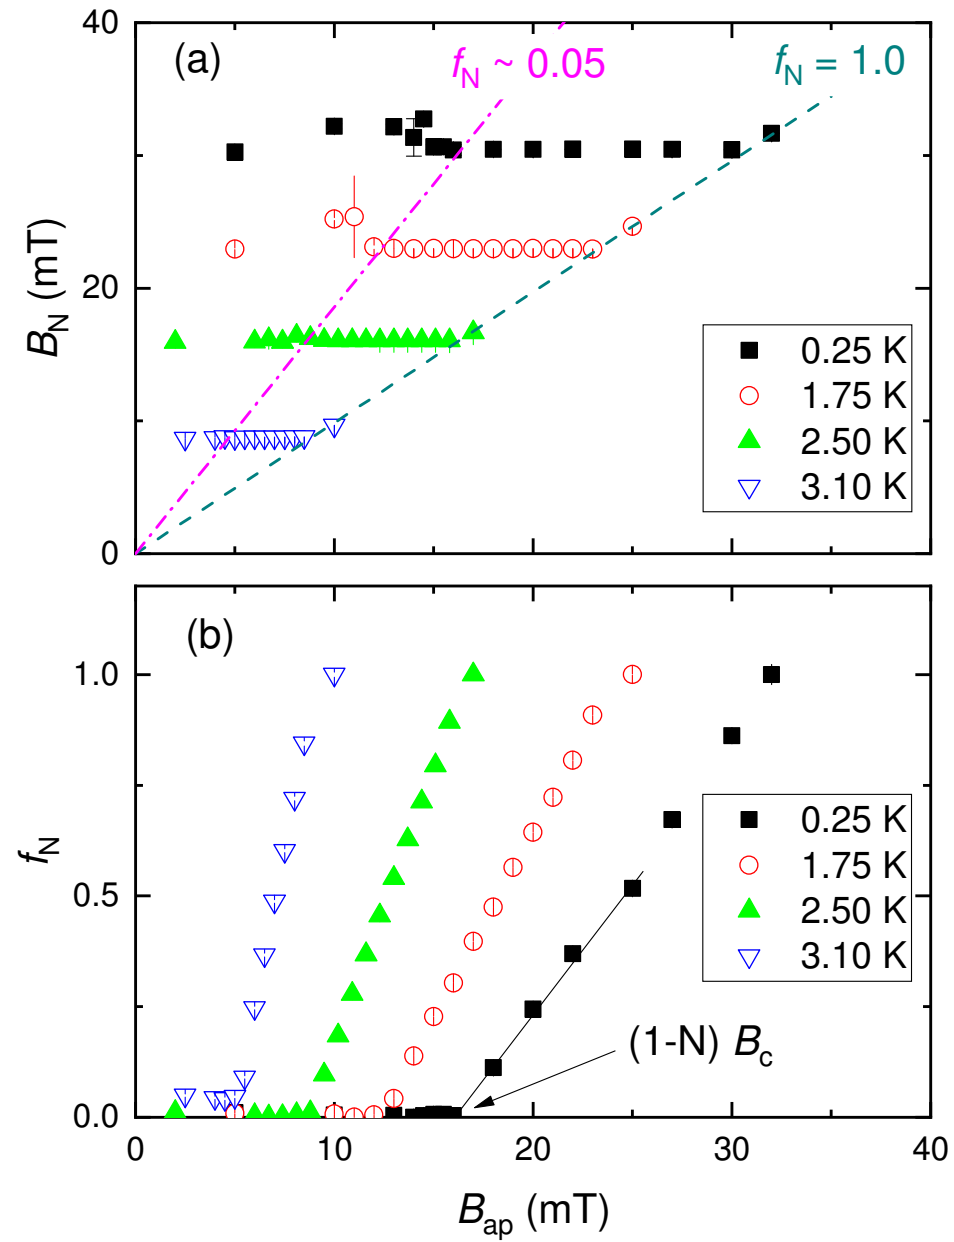 40
(a)
f_N ~ 0.05
f_N = 1.0
B_N (mT)
20
0.25 K
1.75 K
2.50 K
3.10 K
0
(b)
1.0
f_N
0.25 K
1.75 K
2.50 K
3.10 K
0.5
(1-N) B_c
0.0
0
10
20
30
40
B_ap (mT)